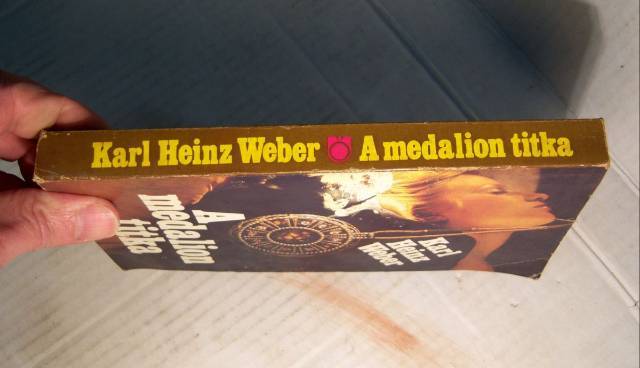 Karl Heinz Weber A medalion titka
A
medalion
titka
Karl
Heinz
Weber